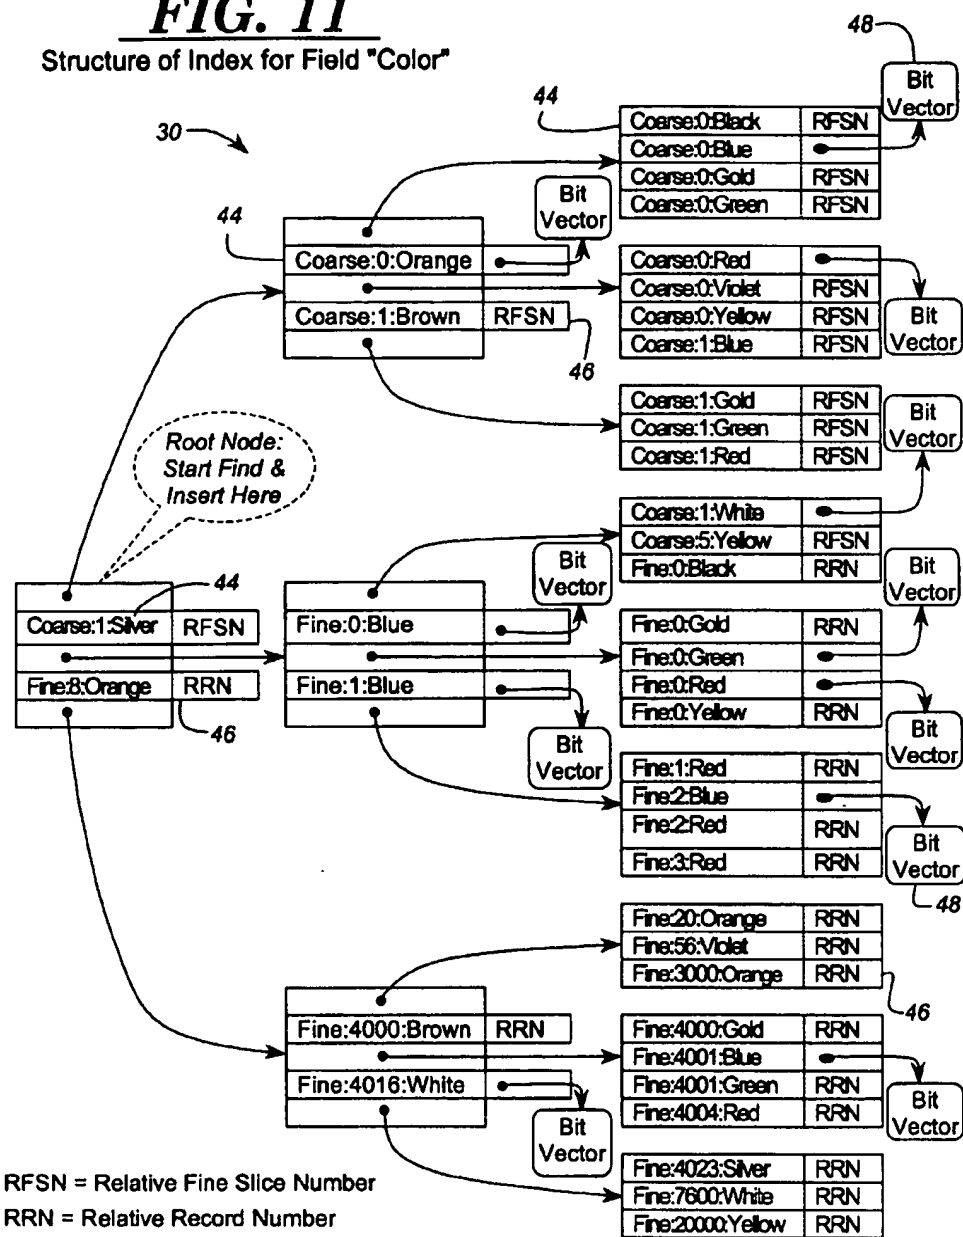 FIG. 11
Structure of Index for Field "Color"
30
44
48
Bit
Vector
Coarse:0:Black RFSN
Coarse:0:Blue
Coarse:0:Gold RFSN
Coarse:0:Green RFSN
44
Bit
Vector
Coarse:0:Orange
Coarse:1:Brown RFSN
46
Coarse:0:Red
Coarse:0:Violet RFSN
Coarse:0:Yellow RFSN
Coarse:1:Blue RFSN
Bit
Vector
Coarse:1:Gold RFSN
Coarse:1:Green RFSN
Coarse:1:Red RFSN
Bit
Vector
Root Node:
Start Find &
Insert Here
44
Coarse:1:Silver RFSN
Fine:8:Orange RRN
46
Coarse:1:White
Coarse:5:Yellow RFSN
Fine:0:Black RRN
Bit
Vector
Bit
Vector
Fine:0:Blue
Fine:1:Blue
Bit
Vector
Fine:0:Gold RRN
Fine:0:Green
Fine:0:Red
Fine:0:Yellow RRN
Bit
Vector
Fine:1:Red RRN
Fine:2:Blue
Fine:2:Red RRN
Fine:3:Red RRN
Bit
Vector
48
Fine:20:Orange RRN
Fine:56:Violet RRN
Fine:3000:Orange RRN
46
Fine:4000:Brown RRN
Fine:4016:White
Bit
Vector
Fine:4000:Gold RRN
Fine:4001:Blue
Fine:4001:Green RRN
Fine:4004:Red RRN
Bit
Vector
Fine:4023:Silver RRN
Fine:7600:White RRN
Fine:20000:Yellow RRN
RFSN = Relative Fine Slice Number
RRN = Relative Record Number